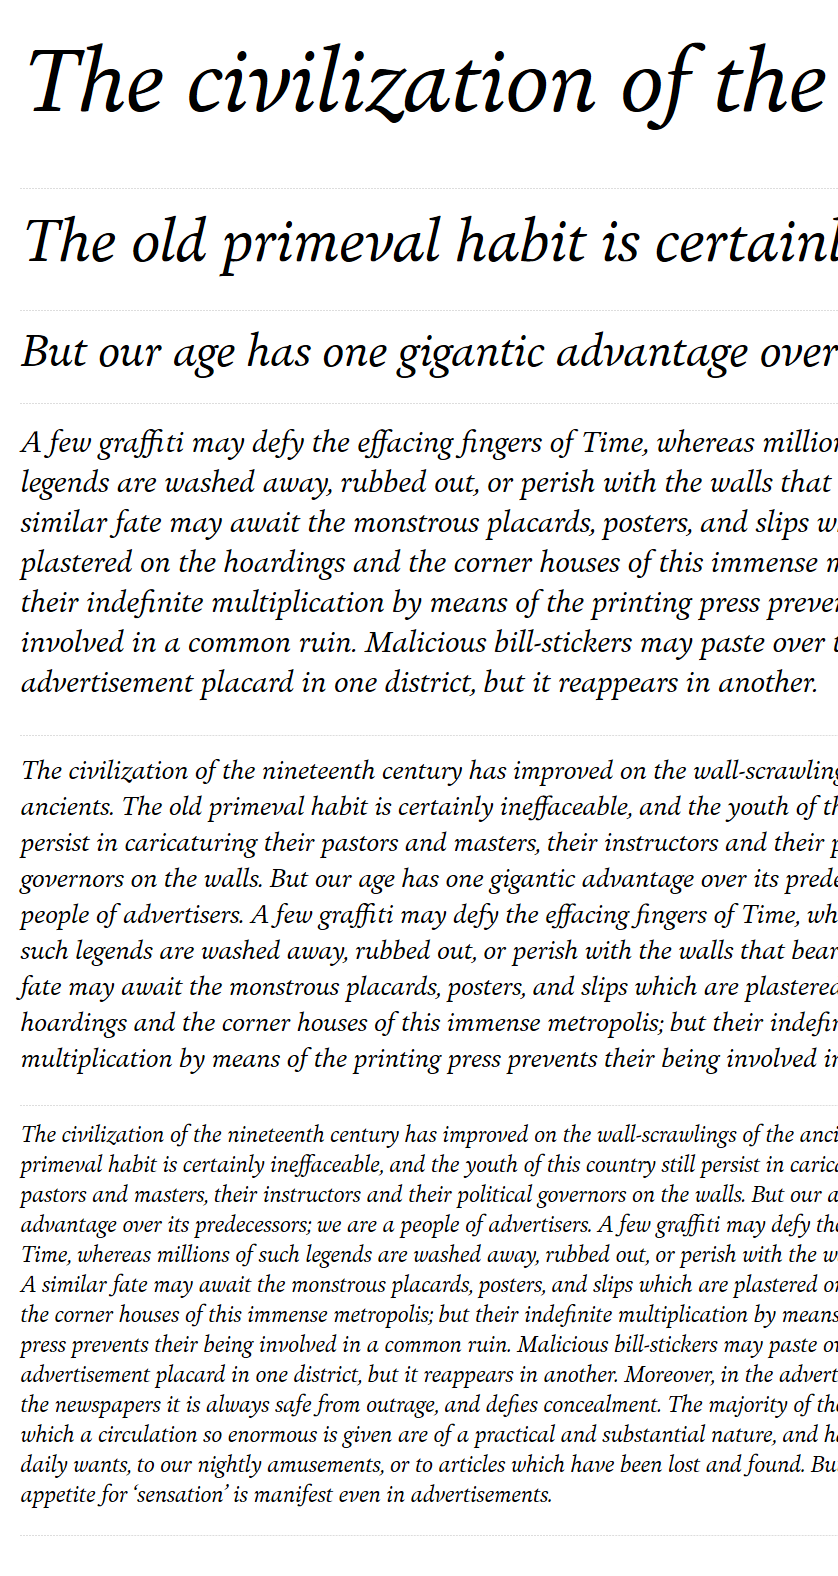 The civilization of the
The old primeval habit is certainl
But our age has one gigantic advantage over
A few graffiti may defy the effacing fingers of Time, whereas million
legends are washed away, rubbed out, or perish with the walls that
similar fate may await the monstrous placards, posters, and slips w
plastered on the hoardings and the corner houses of this immense m
their indefinite multiplication by means of the printing press preven
involved in a common ruin. Malicious bill-stickers may paste over t
advertisement placard in one district, but it reappears in another.
The civilization of the nineteenth century has improved on the wall-scrawling
ancients. The old primeval habit is certainly ineffaceable, and the youth of th
persist in caricaturing their pastors and masters, their instructors and their p
governors on the walls. But our age has one gigantic advantage over its prede
people of advertisers. A few graffiti may defy the effacing fingers of Time, wh
such legends are washed away, rubbed out, or perish with the walls that bear
fate may await the monstrous placards, posters, and slips which are plastered
hoardings and the corner houses of this immense metropolis; but their indefin
multiplication by means of the printing press prevents their being involved in
The civilization of the nineteenth century has improved on the wall-scrawlings of the anci
primeval habit is certainly ineffaceable, and the youth of this country still persist in carica
pastors and masters, their instructors and their political governors on the walls. But our a
advantage over its predecessors; we are a people of advertisers. A few graffiti may defy the
Time, whereas millions of such legends are washed away, rubbed out, or perish with the w
A similar fate may await the monstrous placards, posters, and slips which are plastered on
the corner houses of this immense metropolis; but their indefinite multiplication by means
press prevents their being involved in a common ruin. Malicious bill-stickers may paste ov
advertisement placard in one district, but it reappears in another. Moreover, in the advert
the newspapers it is always safe from outrage, and defies concealment. The majority of the
which a circulation so enormous is given are of a practical and substantial nature, and ha
daily wants, to our nightly amusements, or to articles which have been lost and found. Bu
appetite for ‘sensation’ is manifest even in advertisements.